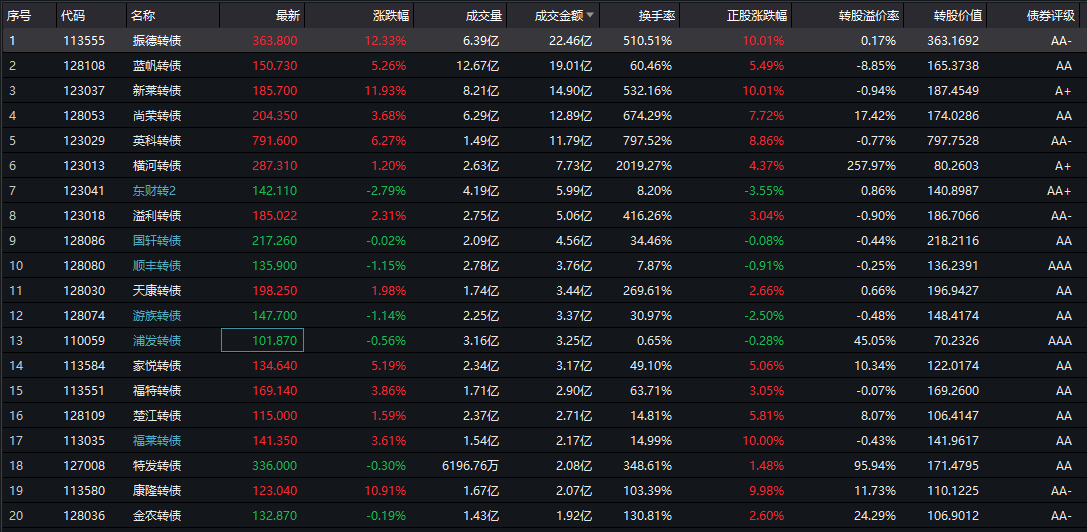 序号 代码 名称 最新 涨跌幅 成交量 成交金额 换手率 正股涨跌幅 转股溢价率 转股价值 债券评级
1 113555 振德转债 363.800 12.33% 6.39亿 22.46亿 510.51% 10.01% 0.17% 363.1692 AA-
2 128108 蓝帆转债 150.730 5.26% 12.67亿 19.01亿 60.46% 5.49% -8.85% 165.3738 AA
3 123037 新莱转债 185.700 11.93% 8.21亿 14.90亿 532.16% 10.01% -0.94% 187.4549 A+
4 128053 尚荣转债 204.350 3.68% 6.29亿 12.89亿 674.29% 7.72% 17.42% 174.0286 AA
5 123029 英科转债 791.600 6.27% 1.49亿 11.79亿 797.52% 8.86% -0.77% 797.7528 AA-
6 123013 横河转债 287.310 1.20% 2.63亿 7.73亿 2019.27% 4.37% 257.97% 80.2603 A+
7 123041 东财转2 142.110 -2.79% 4.19亿 5.99亿 8.20% -3.55% 0.86% 140.8987 AA+
8 123018 溢利转债 185.022 2.31% 2.75亿 5.06亿 416.26% 3.04% -0.90% 186.7066 AA-
9 128086 国轩转债 217.260 -0.02% 2.09亿 4.56亿 34.46% -0.08% -0.44% 218.2116 AA
10 128080 顺丰转债 135.900 -1.15% 2.78亿 3.76亿 7.87% -0.91% -0.25% 136.2391 AAA
11 128030 天康转债 198.250 1.98% 1.74亿 3.44亿 269.61% 2.66% 0.66% 196.9427 AA
12 128074 游族转债 147.700 -1.14% 2.25亿 3.37亿 30.97% -2.50% -0.48% 148.4174 AA
13 110059 浦发转债 101.870 -0.56% 3.16亿 3.25亿 0.65% -0.28% 45.05% 70.2326 AAA
14 113584 家悦转债 134.640 5.19% 2.34亿 3.17亿 49.10% 5.06% 10.34% 122.0174 AA
15 113551 福特转债 169.140 3.86% 1.71亿 2.90亿 63.71% 3.05% -0.07% 169.2600 AA
16 128109 楚江转债 115.000 1.59% 2.37亿 2.71亿 14.81% 5.81% 8.07% 106.4147 AA
17 113035 福莱转债 141.350 3.61% 1.54亿 2.17亿 14.99% 10.00% -0.43% 141.9617 AA
18 127008 特发转债 336.000 -0.30% 6196.76万 2.08亿 348.61% 1.48% 95.94% 171.4795 AA
19 113580 康隆转债 123.040 10.91% 1.67亿 2.07亿 103.39% 9.98% 11.73% 110.1225 AA-
20 128036 金农转债 132.870 -0.19% 1.43亿 1.92亿 130.81% 2.60% 24.29% 106.9012 AA-